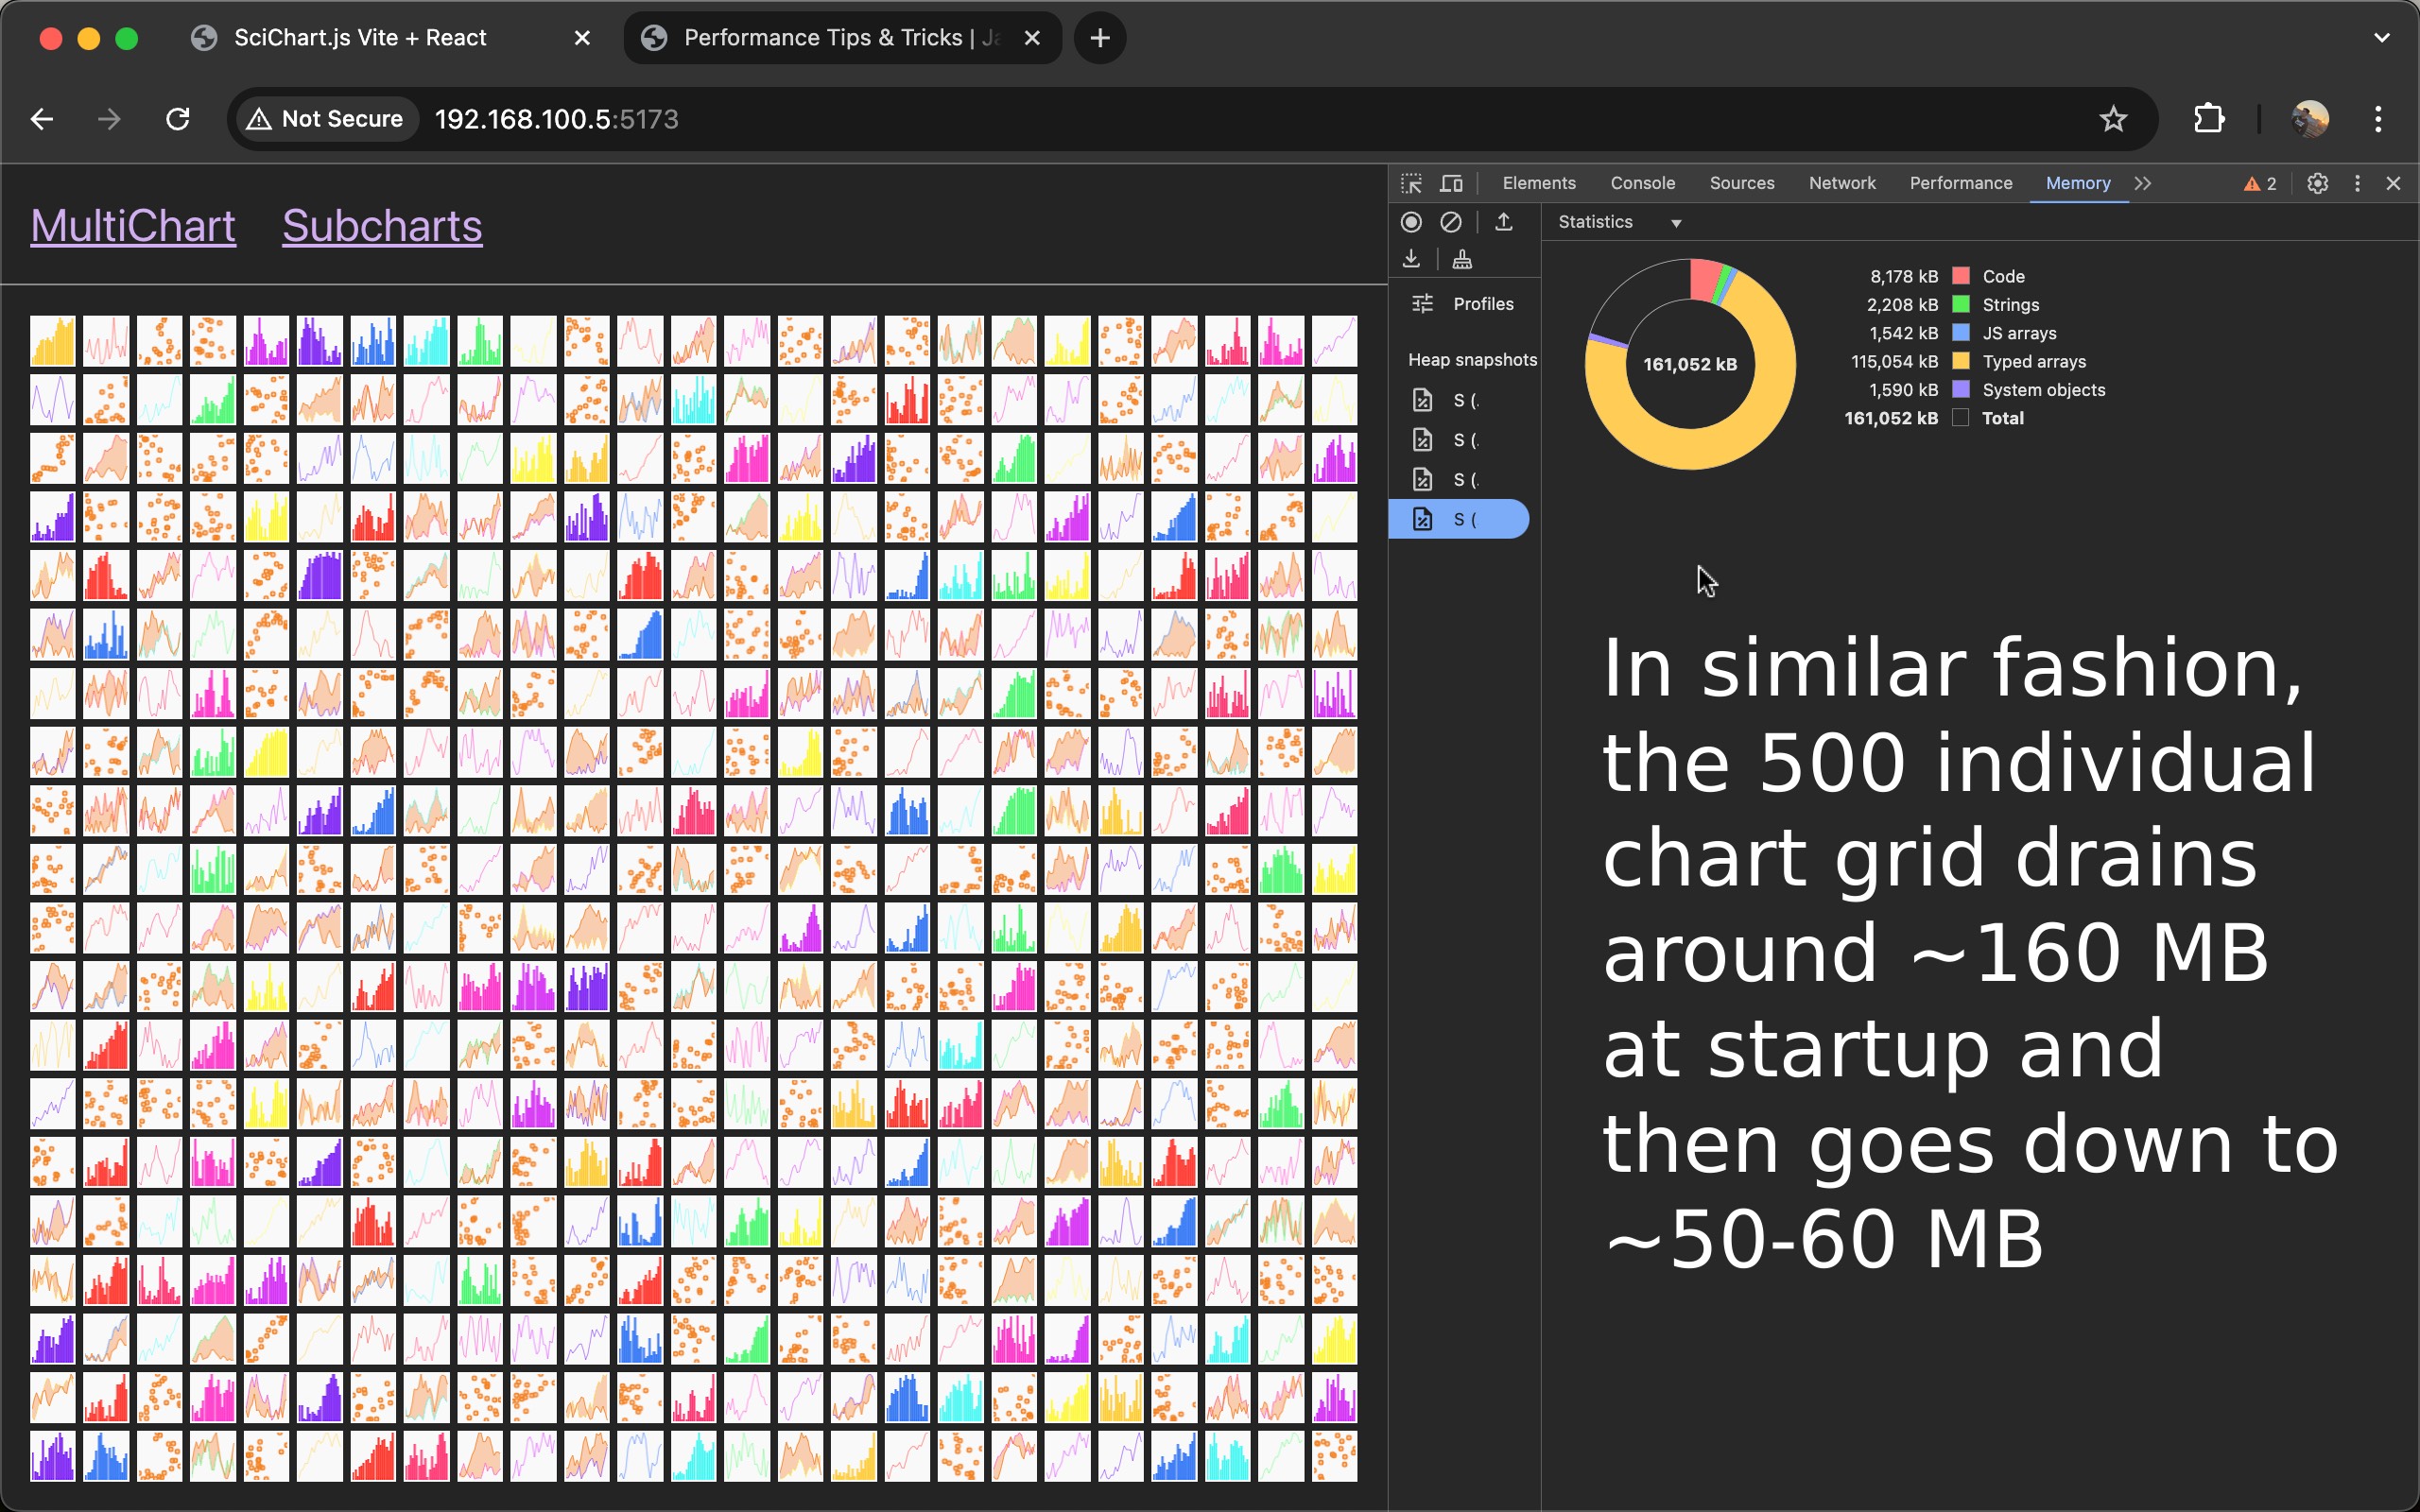 SciChart.js Vite + React
Performance Tips & Tricks | Ja
Not Secure
192.168.100.5:5173
MultiChart Subcharts
Elements Console Sources Network Performance Memory 2
Statistics
Profiles
Heap snapshots
S (.
S (.
S (.
S (
161,052 kB
8,178 kB Code
2,208 kB Strings
1,542 kB JS arrays
115,054 kB Typed arrays
1,590 kB System objects
161,052 kB Total
In similar fashion,
the 500 individual
chart grid drains
around ~160 MB
at startup and
then goes down to
~50-60 MB